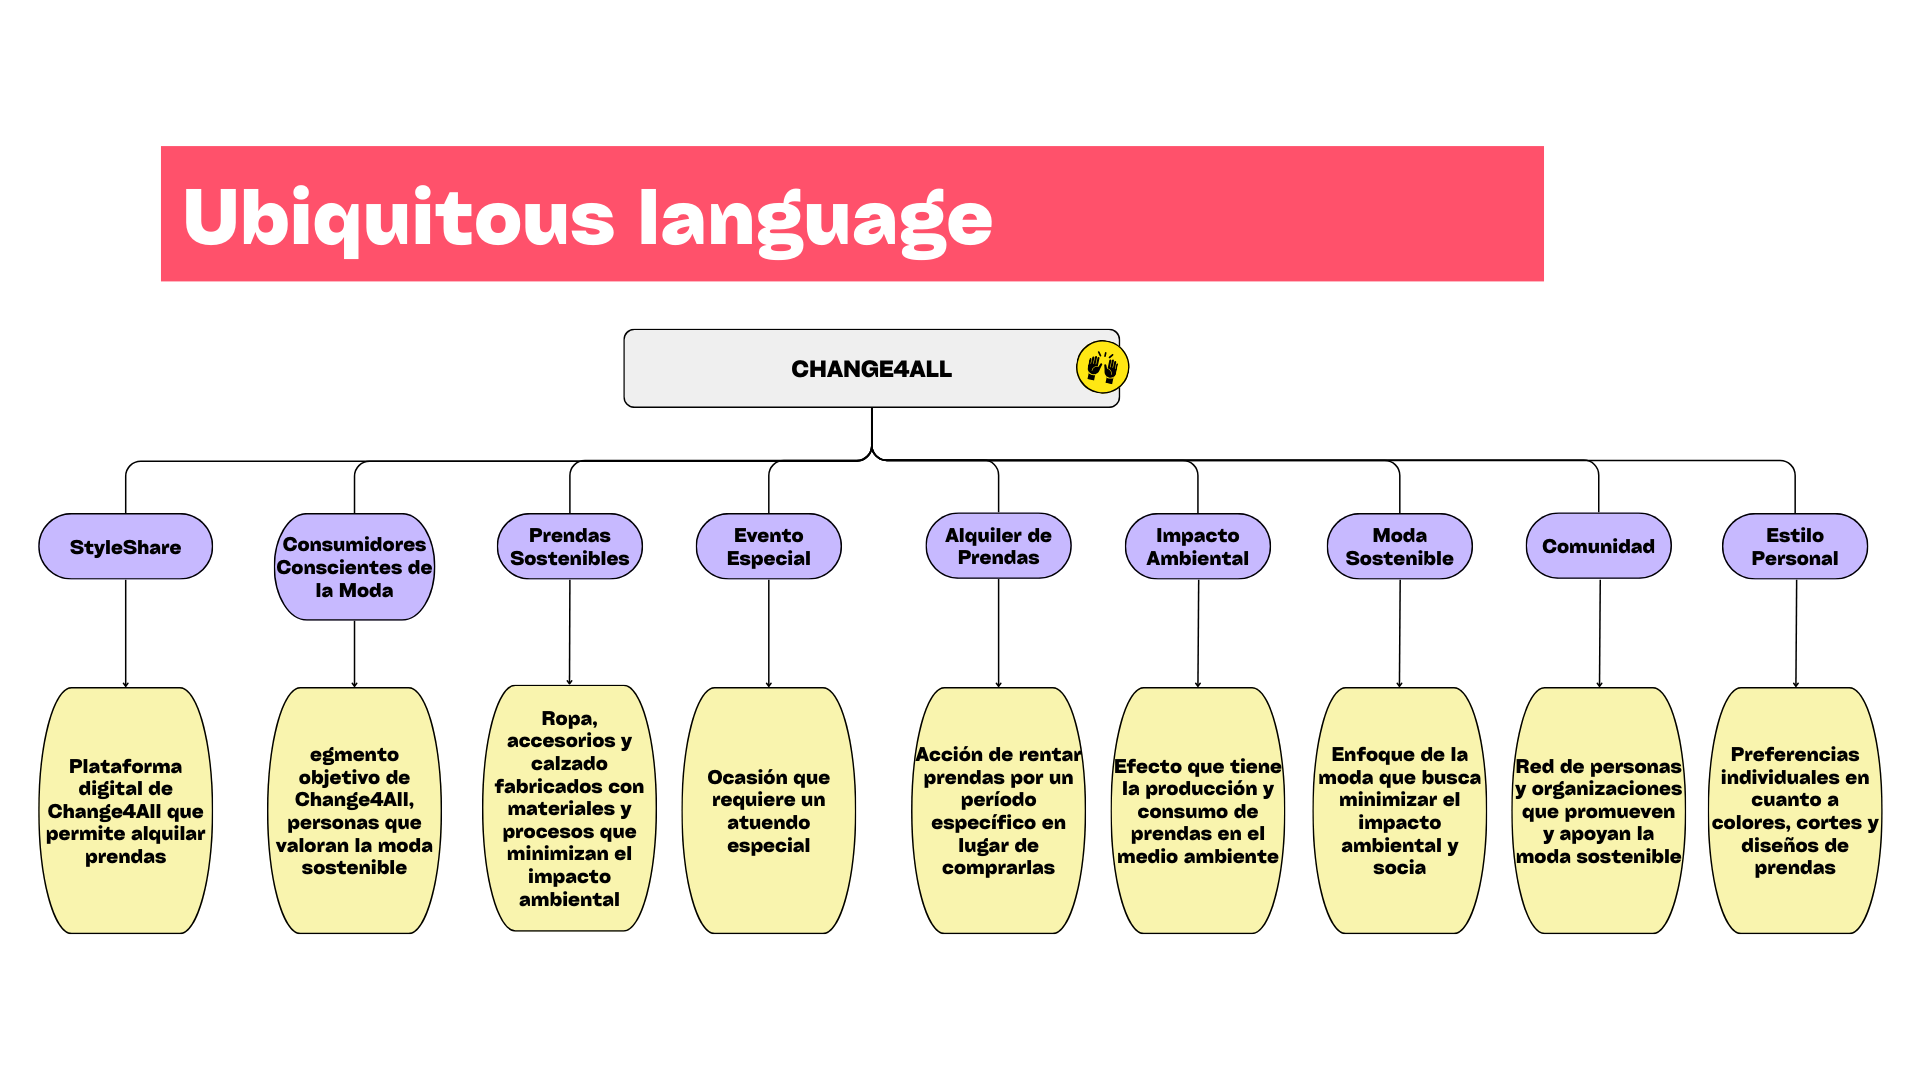 Ubiquitous language
CHANGE4ALL
StyleShare
Consumidores
Conscientes de
la Moda
Prendas
Sostenibles
Evento
Especial
Alquiler de
Prendas
Impacto
Ambiental
Moda
Sostenible
Comunidad
Estilo
Personal
Plataforma
digital de
Change4All que
permite alquilar
prendas
egmento
objetivo de
Change4All,
personas que
valoran la moda
sostenible
Ropa,
accesorios y
calzado
fabricados con
materiales y
procesos que
minimizan el
impacto
ambiental
Ocasión que
requiere un
atuendo
especial
Acción de rentar
prendas por un
período
específico en
lugar de
comprarlas
Efecto que tiene
la producción y
consumo de
prendas en el
medio ambiente
Enfoque de la
moda que busca
minimizar el
impacto
ambiental y
socia
Red de personas
y organizaciones
que promueven
y apoyan la
moda sostenible
Preferencias
individuales en
cuanto a
colores, cortes y
diseños de
prendas